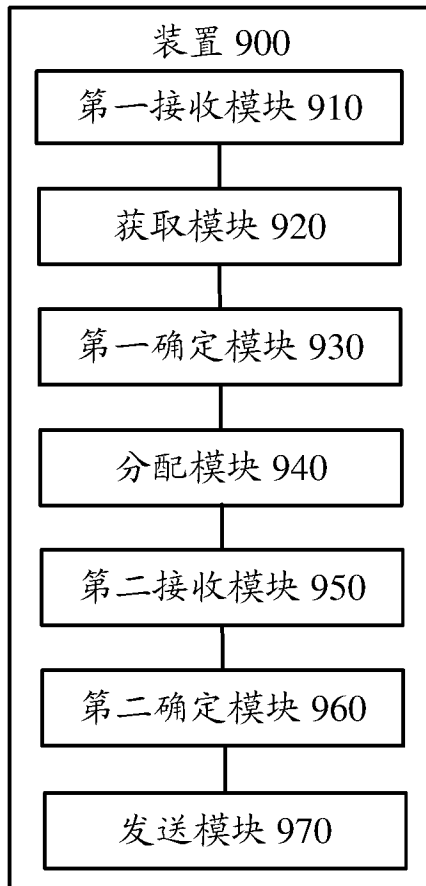 装置 900
第一接收模块 910
获取模块 920
第一确定模块 930
分配模块 940
第二接收模块 950
第二确定模块 960
发送模块 970